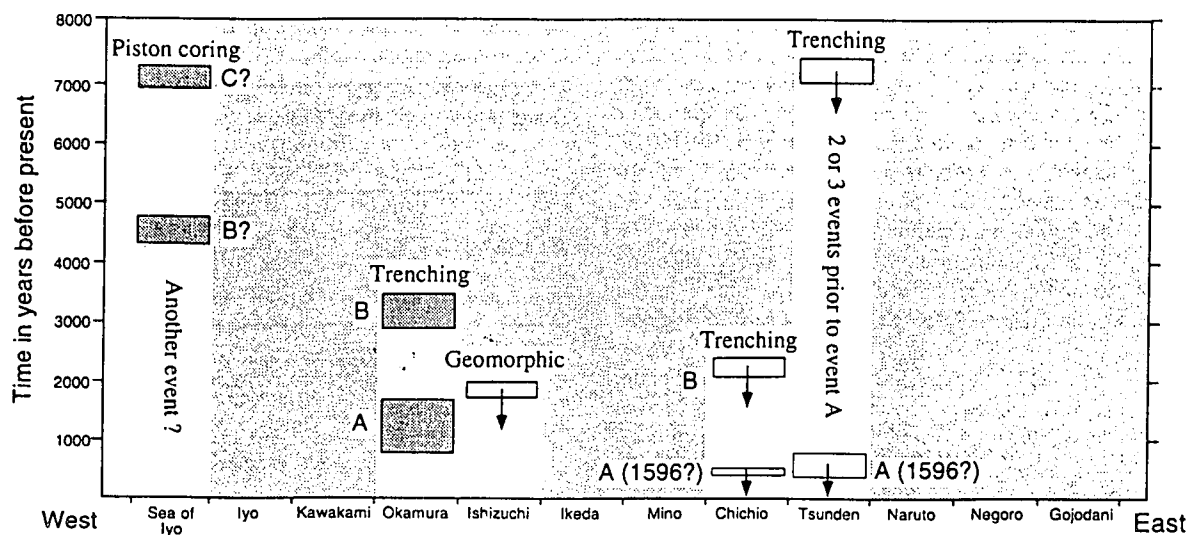 8000
7000
6000
5000
4000
3000
2000
1000
Time in years before present
Piston coring
C?
B?
Another event ?
Trenching
B
A
Geomorphic
Trenching
B
A (1596?)
Trenching
2 or 3 events prior to event A
A (1596?)
West
Sea of
Iyo
Iyo
Kawakami
Okamura
Ishizuchi
Ikeda
Mino
Chichio
Tsunden
Naruto
Negoro
Gojodani
East